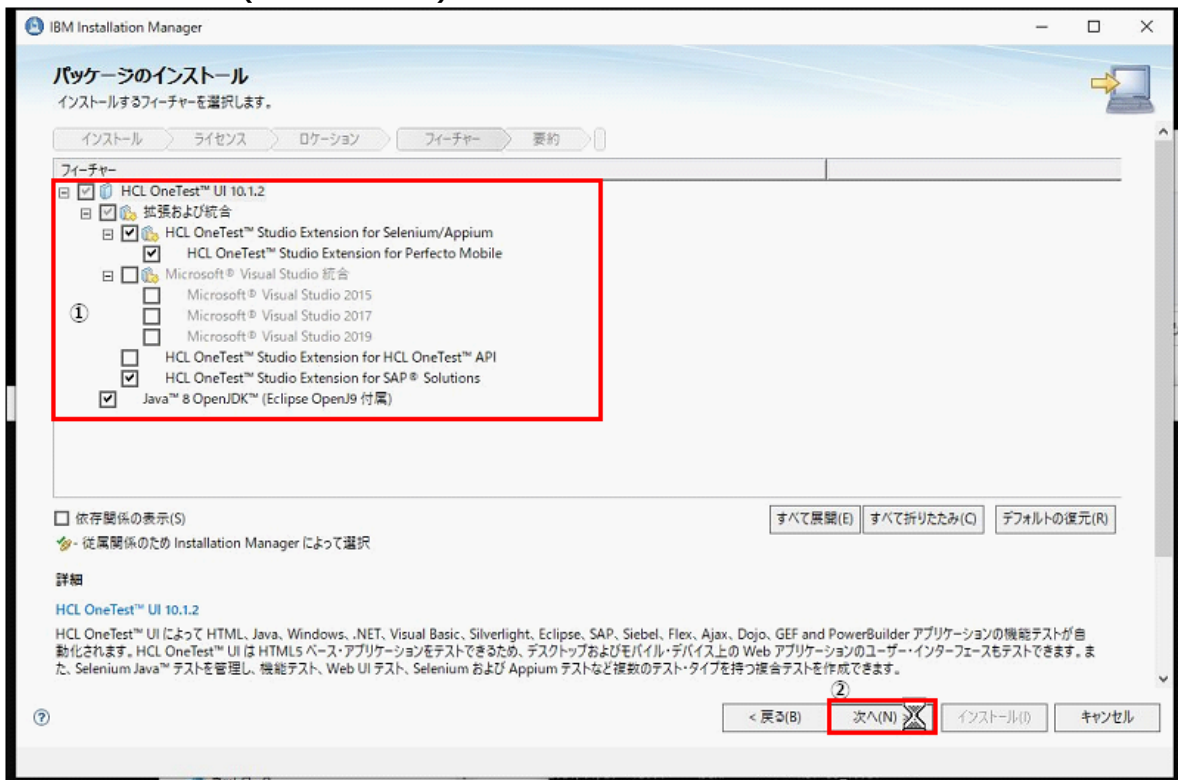 IBM Installation Manager
パッケージのインストール
インストールするフィーチャーを選択します。
インストール ライセンス ロケーション フィーチャー 要約
フィーチャー
HCL OneTest™ UI 10.1.2
拡張および統合
HCL OneTest™ Studio Extension for Selenium/Appium
HCL OneTest™ Studio Extension for Perfecto Mobile
Microsoft® Visual Studio 統合
Microsoft® Visual Studio 2015
① Microsoft® Visual Studio 2017
Microsoft® Visual Studio 2019
HCL OneTest™ Studio Extension for HCL OneTest™ API
HCL OneTest™ Studio Extension for SAP® Solutions
Java™ 8 OpenJDK™ (Eclipse OpenJ9 付属)
依存関係の表示(S) すべて展開(E) すべて折りたたみ(C) デフォルトの復元(R)
- 従属関係のため Installation Manager によって選択
詳細
HCL OneTest™ UI 10.1.2
HCL OneTest™ UI によって HTML、Java、Windows、.NET、Visual Basic、Silverlight、Eclipse、SAP、Siebel、Flex、Ajax、Dojo、GEF and PowerBuilder アプリケーションの機能テストが自
動化されます。HCL OneTest™ UI は HTML5 ベース・アプリケーションをテストできるため、デスクトップおよびモバイル・デバイス上の Web アプリケーションのユーザー・インターフェースもテストできます。ま
た、Selenium Java™ テストを管理し、機能テスト、Web UI テスト、Selenium および Appium テストなど複数のテスト・タイプを持つ複合テストを作成できます。
②
< 戻る(B) 次へ(N) インストール(I) キャンセル